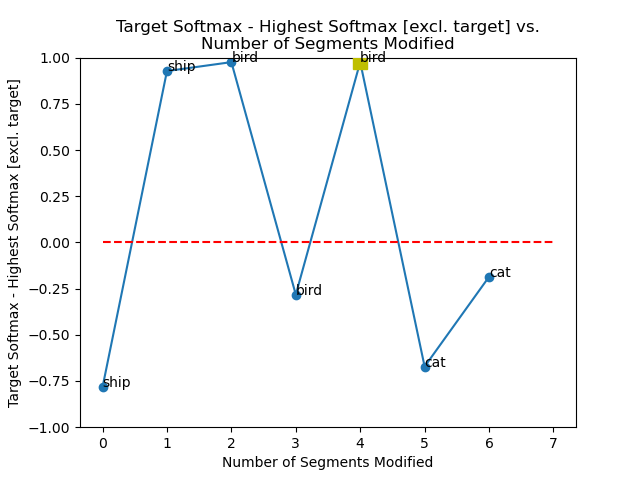 Target Softmax - Highest Softmax [excl. target] vs.
Number of Segments Modified
Target Softmax - Highest Softmax [excl. target]
1.00
0.75
0.50
0.25
0.00
−0.25
−0.50
−0.75
−1.00
ship
ship
bird
bird
bird
cat
cat
0 1 2 3 4 5 6 7
Number of Segments Modified